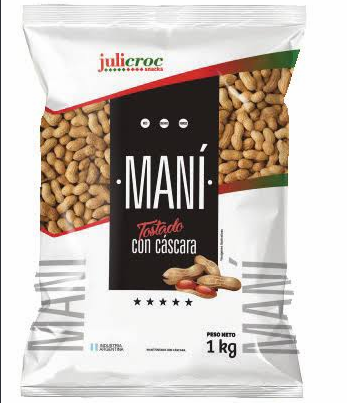 julicroc
snacks
MANÍ
Tostado
con cáscara
MANÍ
MANÍ
INDUSTRIA
ARGENTINA
PESO NETO
1 kg